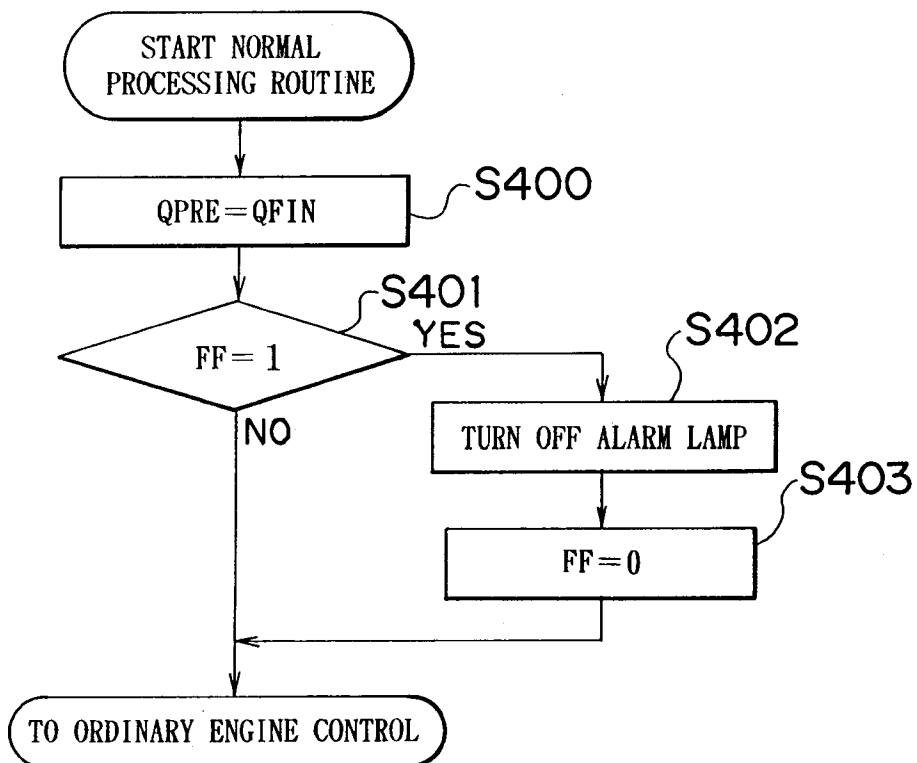 START NORMAL
PROCESSING ROUTINE
S400
QPRE=QFIN
S401
FF=1
YES
NO
S402
TURN OFF ALARM LAMP
S403
FF=0
TO ORDINARY ENGINE CONTROL